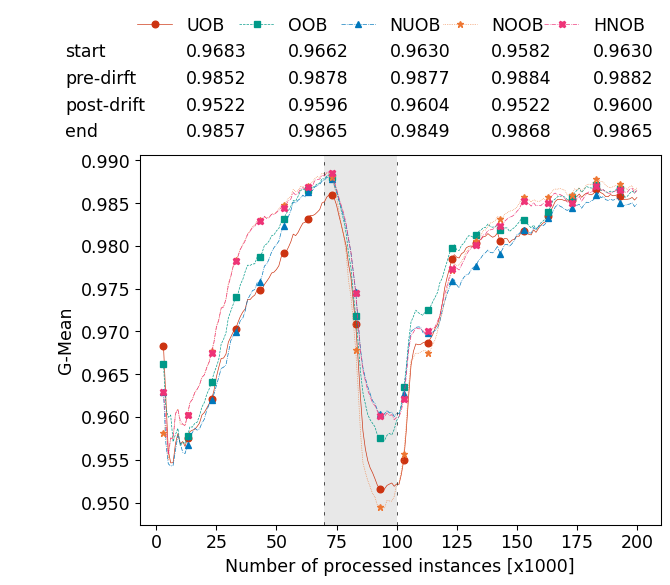 UOB OOB NUOB NOOB HNOB
start 0.9683 0.9662 0.9630 0.9582 0.9630
pre-dirft 0.9852 0.9878 0.9877 0.9884 0.9882
post-drift 0.9522 0.9596 0.9604 0.9522 0.9600
end 0.9857 0.9865 0.9849 0.9868 0.9865
0.990
0.985
0.980
0.975
0.970
0.965
0.960
0.955
0.950
G-Mean
0 25 50 75 100 125 150 175 200
Number of processed instances [x1000]